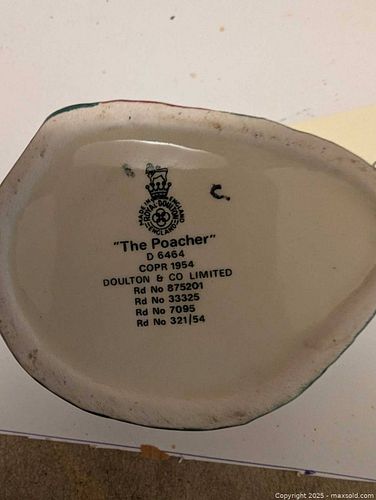 MADE IN ENGLAND
ROYAL DOULTON
ENGLAND
C.
"The Poacher"
D 6464
COPR 1954
DOULTON & CO LIMITED
Rd No 875201
Rd No 33325
Rd No 7095
Rd No 321/54
Copyright 2025 - maxsold.com